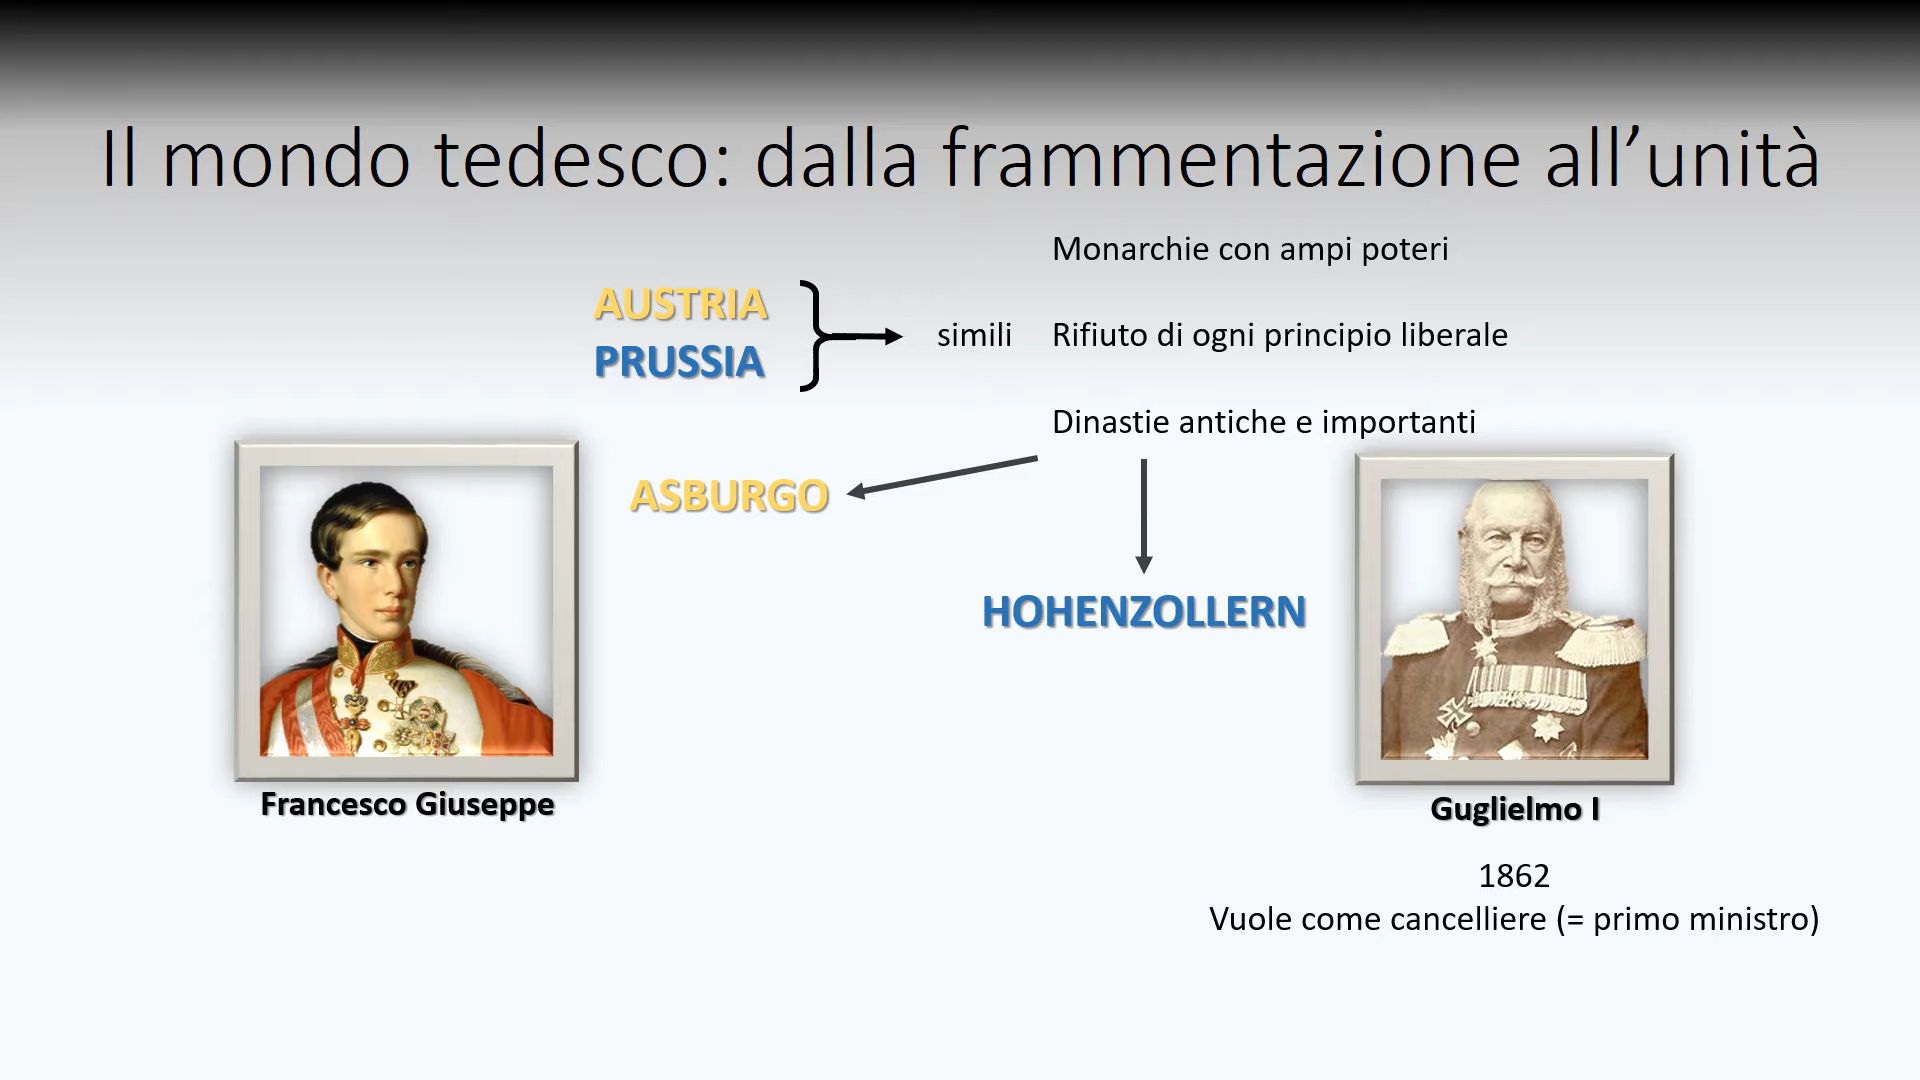 Il mondo tedesco: dalla frammentazione all’unità
Monarchie con ampi poteri
AUSTRIA
PRUSSIA
simili
Rifiuto di ogni principio liberale
Dinastie antiche e importanti
ASBURGO
HOHENZOLLERN
Francesco Giuseppe
Guglielmo I
1862
Vuole come cancelliere (= primo ministro)